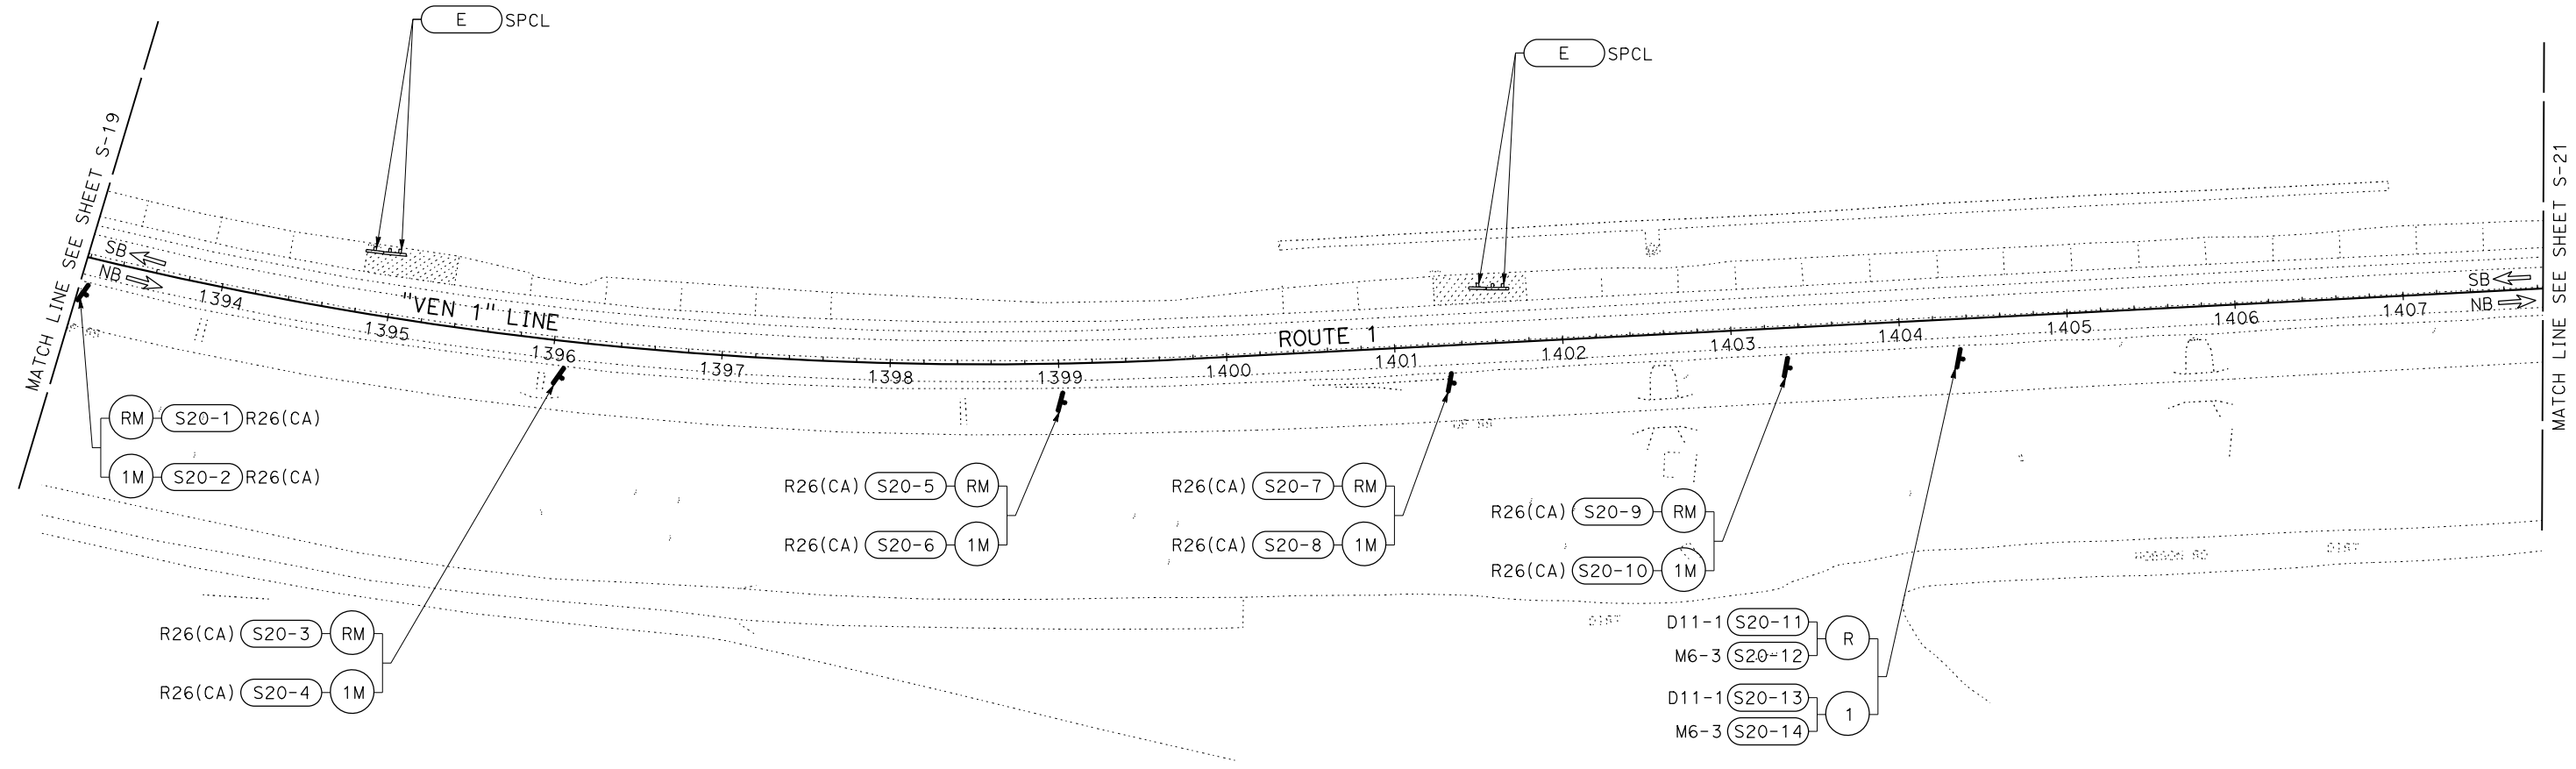 E SPCL
E SPCL
MATCH LINE SEE SHEET S-19
MATCH LINE SEE SHEET S-21
SB
NB
SB
NB
1394
1395
"VEN 1" LINE
1396
1397
1398
1399
1400
ROUTE 1
1401
1402
1403
1404
1405
1406
1407
RM S20-1 R26(CA)
1M S20-2 R26(CA)
R26(CA) S20-3 RM
R26(CA) S20-4 1M
R26(CA) S20-5 RM
R26(CA) S20-6 1M
R26(CA) S20-7 RM
R26(CA) S20-8 1M
R26(CA) S20-9 RM
R26(CA) S20-10 1M
D11-1 S20-11
R
M6-3 S20-12
D11-1 S20-13
1
M6-3 S20-14
HOBSON RD
DIRT
DIRT